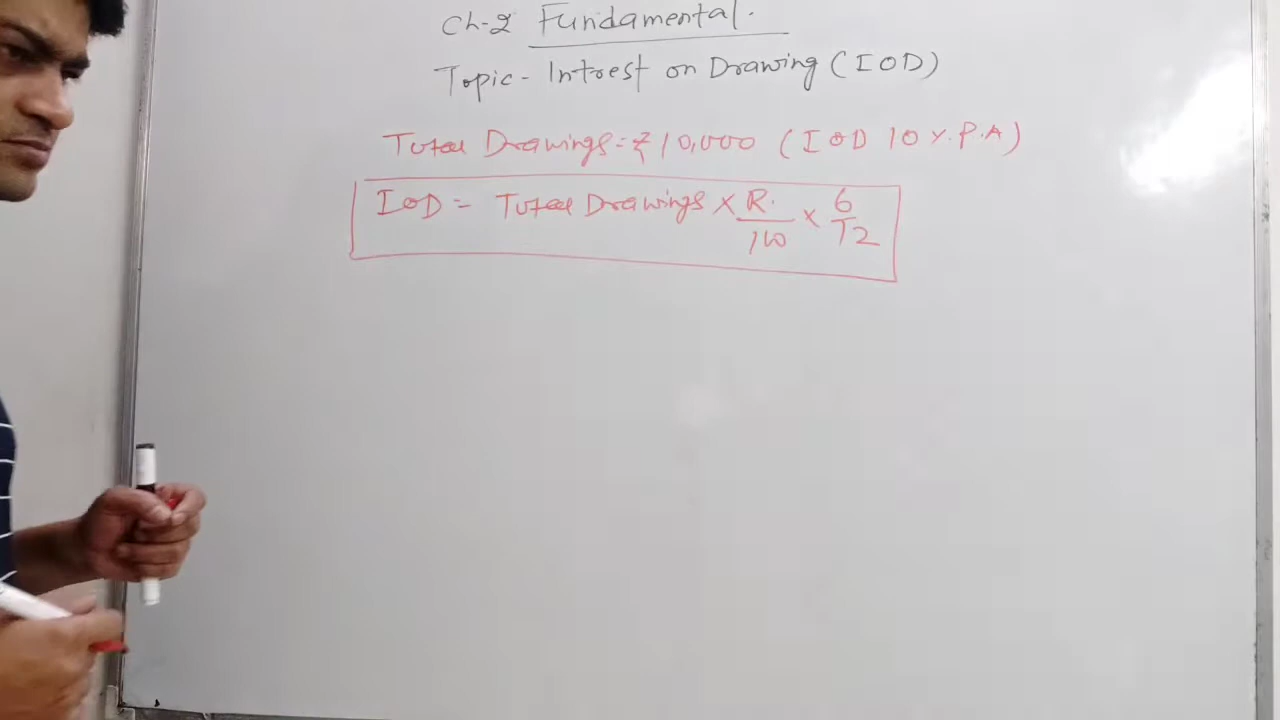 Ch-2 Fundamental.
Topic - Intrest on Drawing (IOD)
Total Drawings = ₹10,000 (IOD 10 %. P.A)
IOD = Total Drawings × R./100 × 6/12